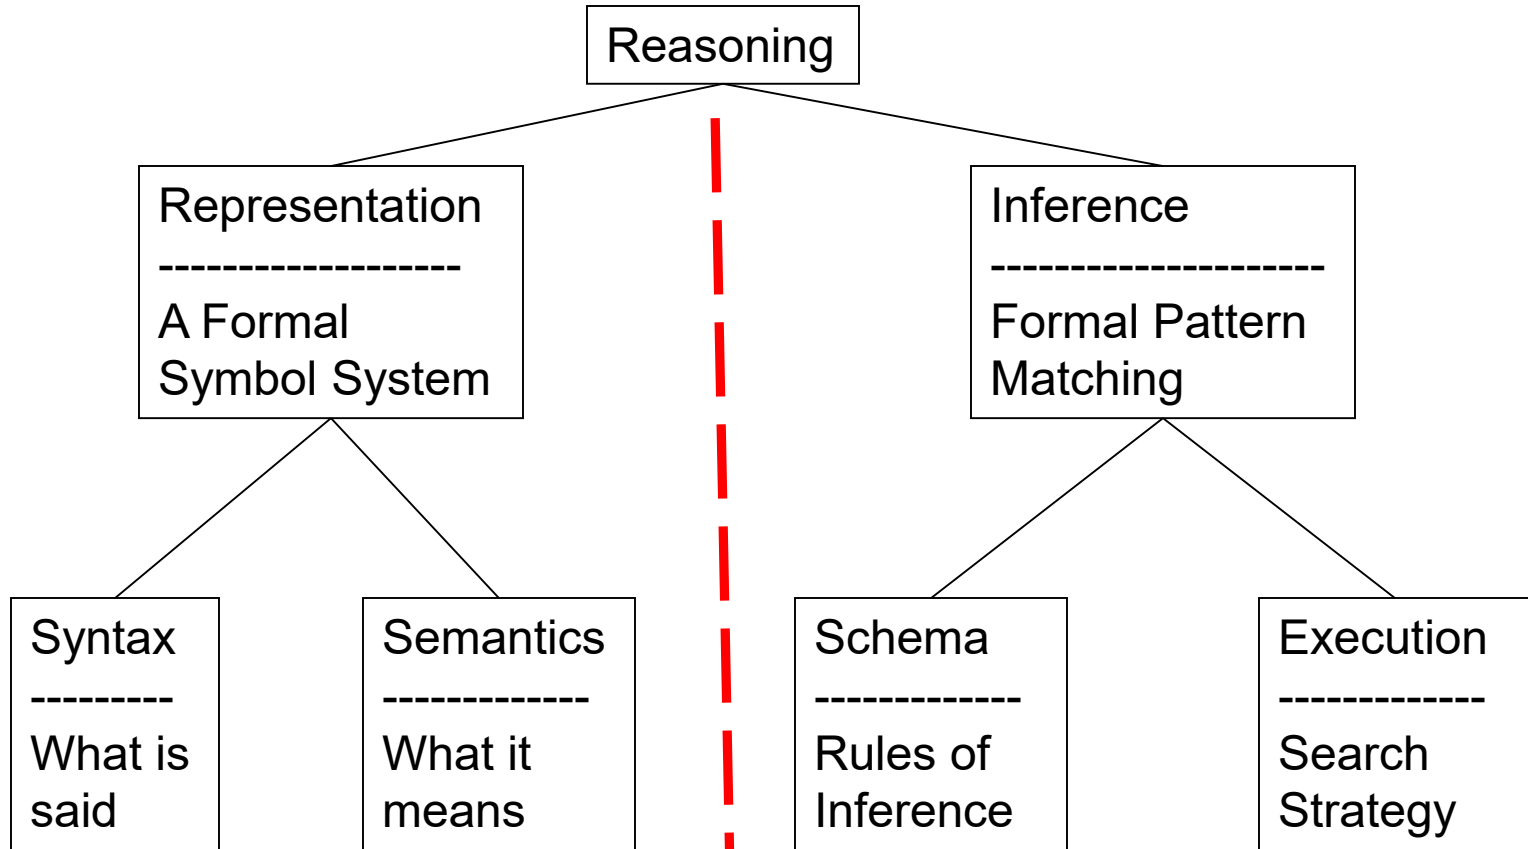 Reasoning
Representation
-------------------
A Formal
Symbol System
Inference
---------------------
Formal Pattern
Matching
Syntax
---------
What is
said
Semantics
-------------
What it
means
Schema
-------------
Rules of
Inference
Execution
-------------
Search
Strategy